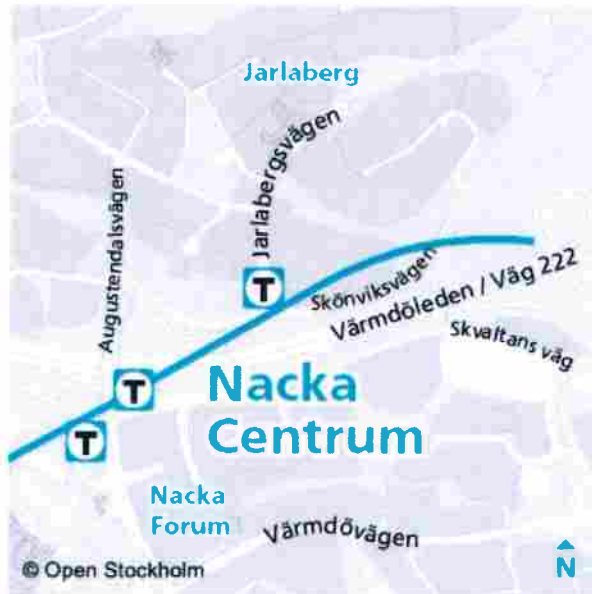 Jarlaberg
Jarlabergsvägen
Augustendalsvägen
T
Skönviksvägen
Värmdöleden / Väg 222
Skvaltans väg
T
T
Nacka
Centrum
Nacka
Forum
Värmdövägen
© Open Stockholm
N